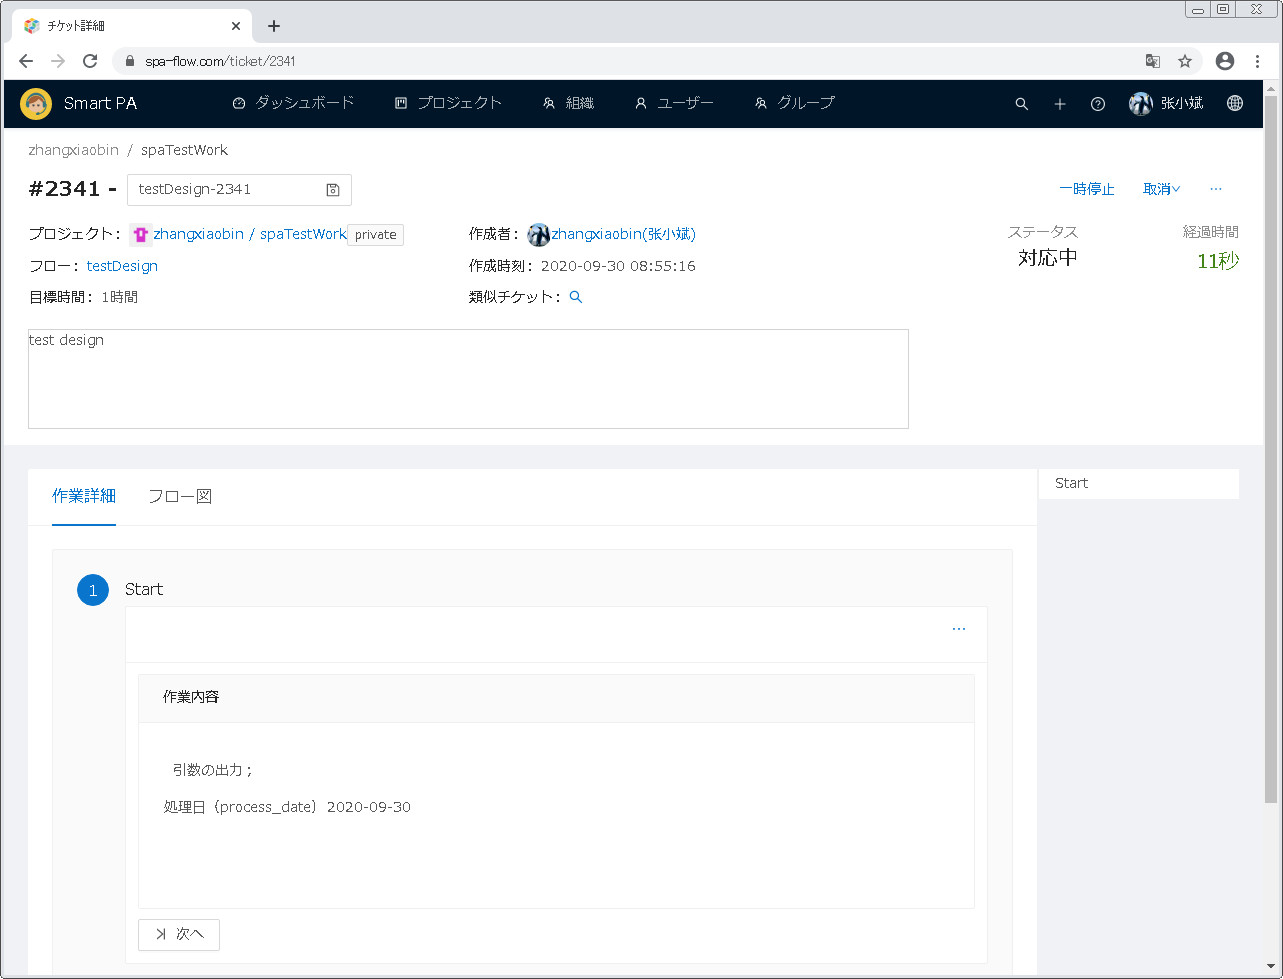 チケット詳細
spa-flow.com/ticket/2341
Smart PA ダッシュボード プロジェクト 組織 ユーザー グループ 张小斌
zhangxiaobin / spaTestWork
#2341 - testDesign-2341 一時停止 取消 ...
プロジェクト： zhangxiaobin / spaTestWork private 作成者： zhangxiaobin(张小斌) ステータス 経過時間
対応中 11秒
フロー： testDesign 作成時刻： 2020-09-30 08:55:16
目標時間： 1時間 類似チケット：
test design
作業詳細 フロー図 Start
1 Start
...
作業内容
引数の出力；
処理日（process_date）2020-09-30
次へ